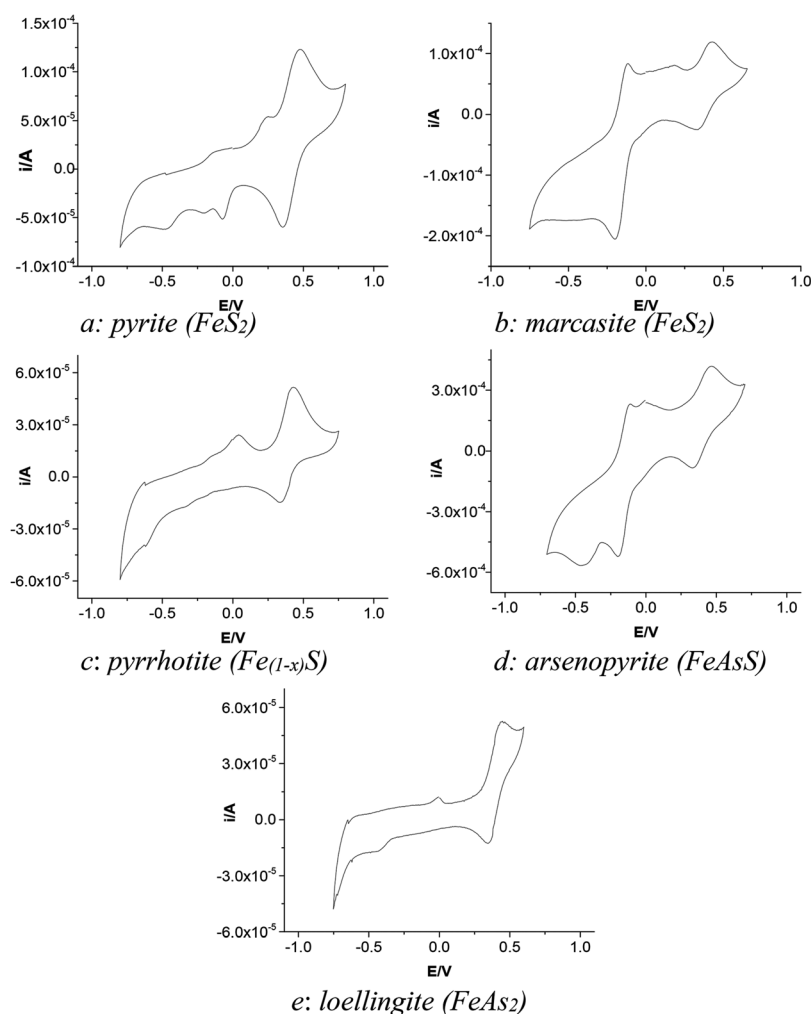 1.5x10⁻⁴
1.0x10⁻⁴
5.0x10⁻⁵
0.0
-5.0x10⁻⁵
-1.0x10⁻⁴
i/A
-1.0 -0.5 0.0 0.5 1.0
E/V
a: pyrite (FeS₂)
1.0x10⁻⁴
0.0
-1.0x10⁻⁴
-2.0x10⁻⁴
i/A
-1.0 -0.5 0.0 0.5 1.0
E/V
b: marcasite (FeS₂)
6.0x10⁻⁵
3.0x10⁻⁵
0.0
-3.0x10⁻⁵
-6.0x10⁻⁵
i/A
-1.0 -0.5 0.0 0.5 1.0
E/V
c: pyrrhotite (Fe₍₁₋ₓ₎S)
3.0x10⁻⁴
0.0
-3.0x10⁻⁴
-6.0x10⁻⁴
i/A
-1.0 -0.5 0.0 0.5 1.0
E/V
d: arsenopyrite (FeAsS)
6.0x10⁻⁵
3.0x10⁻⁵
0.0
-3.0x10⁻⁵
-6.0x10⁻⁵
i/A
-1.0 -0.5 0.0 0.5 1.0
E/V
e: loellingite (FeAs₂)